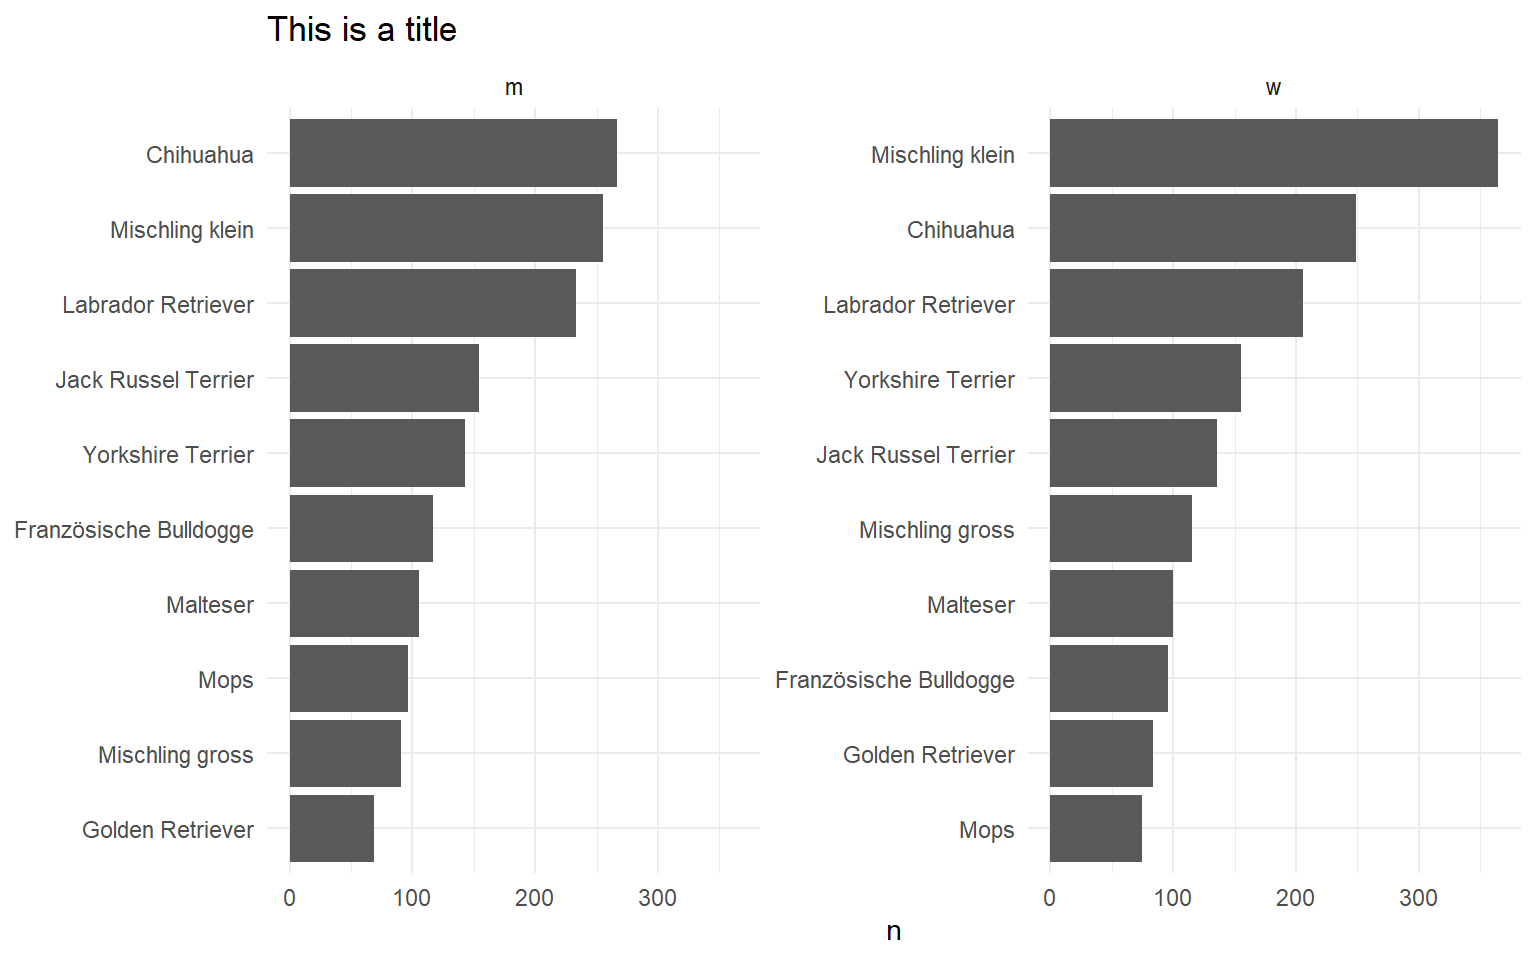 This is a title
m
Chihuahua
Mischling klein
Labrador Retriever
Jack Russel Terrier
Yorkshire Terrier
Französische Bulldogge
Malteser
Mops
Mischling gross
Golden Retriever
0 100 200 300
w
Mischling klein
Chihuahua
Labrador Retriever
Yorkshire Terrier
Jack Russel Terrier
Mischling gross
Malteser
Französische Bulldogge
Golden Retriever
Mops
0 100 200 300
n